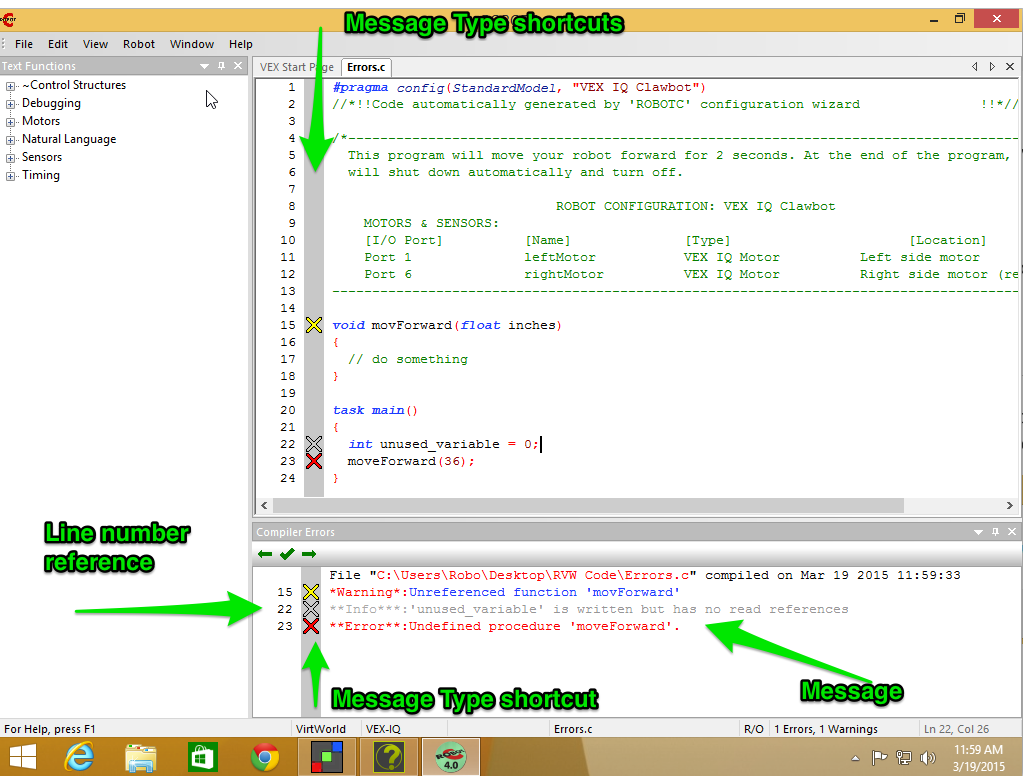 Message Type shortcuts
File Edit View Robot Window Help
Text Functions
~Control Structures
Debugging
Motors
Natural Language
Sensors
Timing
VEX Start Page Errors.c
1 #pragma config(StandardModel, "VEX IQ Clawbot")
2 //*!!Code automatically generated by 'ROBOTC' configuration wizard !!*//
3
4 /*------------------------------------------------------------
5 This program will move your robot forward for 2 seconds. At the end of the program,
6 will shut down automatically and turn off.
7
8 ROBOT CONFIGURATION: VEX IQ Clawbot
9 MOTORS & SENSORS:
10 [I/O Port] [Name] [Type] [Location]
11 Port 1 leftMotor VEX IQ Motor Left side motor
12 Port 6 rightMotor VEX IQ Motor Right side motor (re
13 ------------------------------------------------------------
14
15 void movForward(float inches)
16 {
17 // do something
18 }
19
20 task main()
21 {
22 int unused_variable = 0;
23 moveForward(36);
24 }
Line number
reference
Compiler Errors
File "C:\Users\Robo\Desktop\RVW Code\Errors.c" compiled on Mar 19 2015 11:59:33
15 *Warning*:Unreferenced function 'movForward'
22 **Info***:'unused_variable' is written but has no read references
23 **Error**:Undefined procedure 'moveForward'.
Message Type shortcut
Message
For Help, press F1 VirtWorld VEX-IQ Errors.c R/O 1 Errors, 1 Warnings Ln 22, Col 26
4.0
11:59 AM
3/19/2015